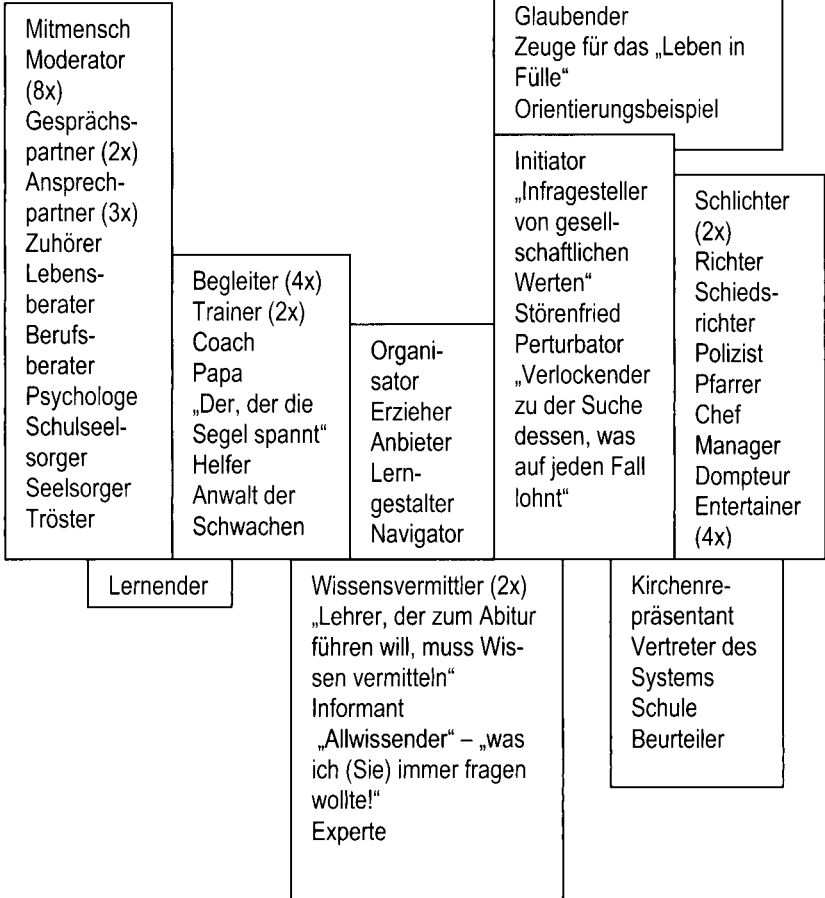 Glaubender
Zeuge für das „Leben in
Fülle“
Orientierungsbeispiel
Mitmensch
Moderator
(8x)
Gesprächs-
partner (2x)
Ansprech-
partner (3x)
Zuhörer
Lebens-
berater
Berufs-
berater
Psychologe
Schulseel-
sorger
Seelsorger
Tröster
Begleiter (4x)
Trainer (2x)
Coach
Papa
„Der, der die
Segel spannt“
Helfer
Anwalt der
Schwachen
Organi-
sator
Erzieher
Anbieter
Lern-
gestalter
Navigator
Initiator
„Infragesteller
von gesell-
schaftlichen
Werten“
Störenfried
Perturbator
„Verlockender
zu der Suche
dessen, was
auf jeden Fall
lohnt“
Schlichter
(2x)
Richter
Schieds-
richter
Polizist
Pfarrer
Chef
Manager
Dompteur
Entertainer
(4x)
Lernender
Wissensvermittler (2x)
„Lehrer, der zum Abitur
führen will, muss Wis-
sen vermitteln“
Informant
„Allwissender“ – „was
ich (Sie) immer fragen
wollte!“
Experte
Kirchenre-
präsentant
Vertreter des
Systems
Schule
Beurteiler